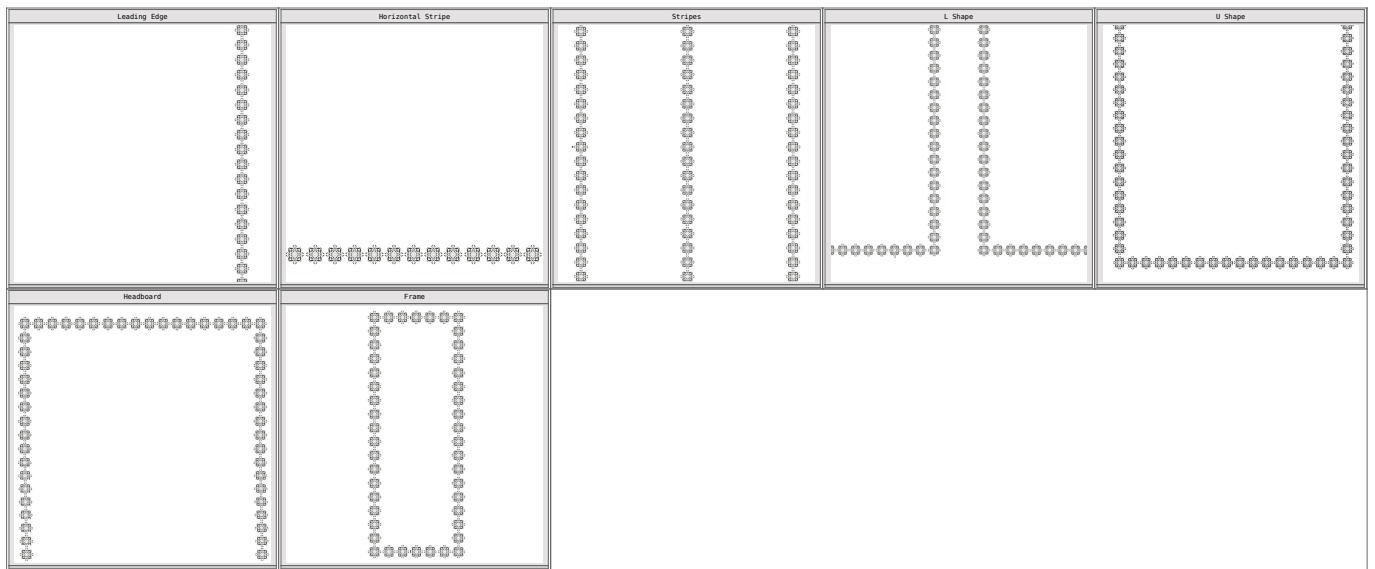 Leading Edge
Horizontal Stripe
Stripes
L Shape
U Shape
Headboard
Frame